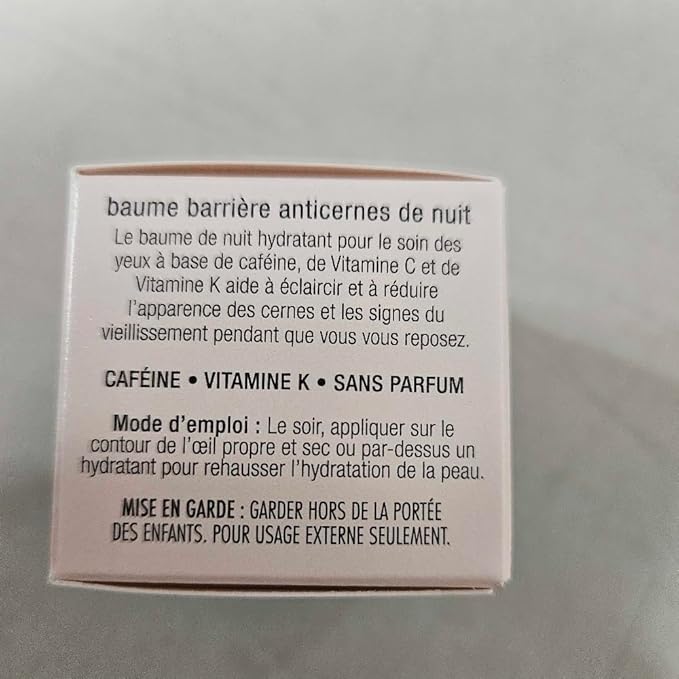 baume barrière anticernes de nuit
Le baume de nuit hydratant pour le soin des
yeux à base de caféine, de Vitamine C et de
Vitamine K aide à éclaircir et à réduire
l'apparence des cernes et les signes du
vieillissement pendant que vous vous reposez.
CAFÉINE • VITAMINE K • SANS PARFUM
Mode d'emploi : Le soir, appliquer sur le
contour de l'œil propre et sec ou par-dessus un
hydratant pour rehausser l'hydratation de la peau.
MISE EN GARDE : GARDER HORS DE LA PORTÉE
DES ENFANTS. POUR USAGE EXTERNE SEULEMENT.